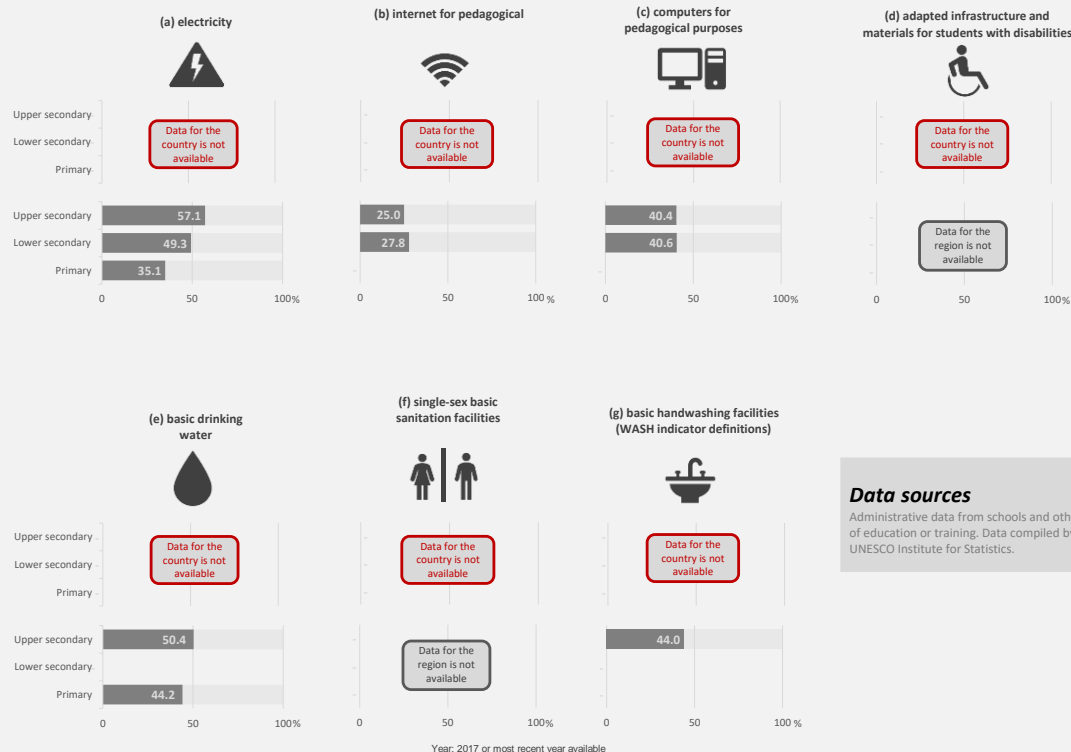 (a) electricity
(b) internet for pedagogical
(c) computers for
pedagogical purposes
(d) adapted infrastructure and
materials for students with disabilities
Upper secondary
Lower secondary
Primary
Data for the
country is not
available
Data for the
country is not
available
Data for the
country is not
available
Data for the
country is not
available
Upper secondary
Lower secondary
Primary
57.1
49.3
35.1
0 50 100%
25.0
27.8
0 50 100%
40.4
40.6
0 50 100%
Data for the
region is not
available
0 50 100%
(e) basic drinking
water
(f) single-sex basic
sanitation facilities
(g) basic handwashing facilities
(WASH indicator definitions)
Upper secondary
Lower secondary
Primary
Data for the
country is not
available
Data for the
country is not
available
Data for the
country is not
available
Upper secondary
Lower secondary
Primary
50.4
44.2
0 50 100%
Data for the
region is not
available
0 50 100%
44.0
0 50 100%
Data sources
Administrative data from schools and oth
of education or training. Data compiled by
UNESCO Institute for Statistics.
Year: 2017 or most recent year available